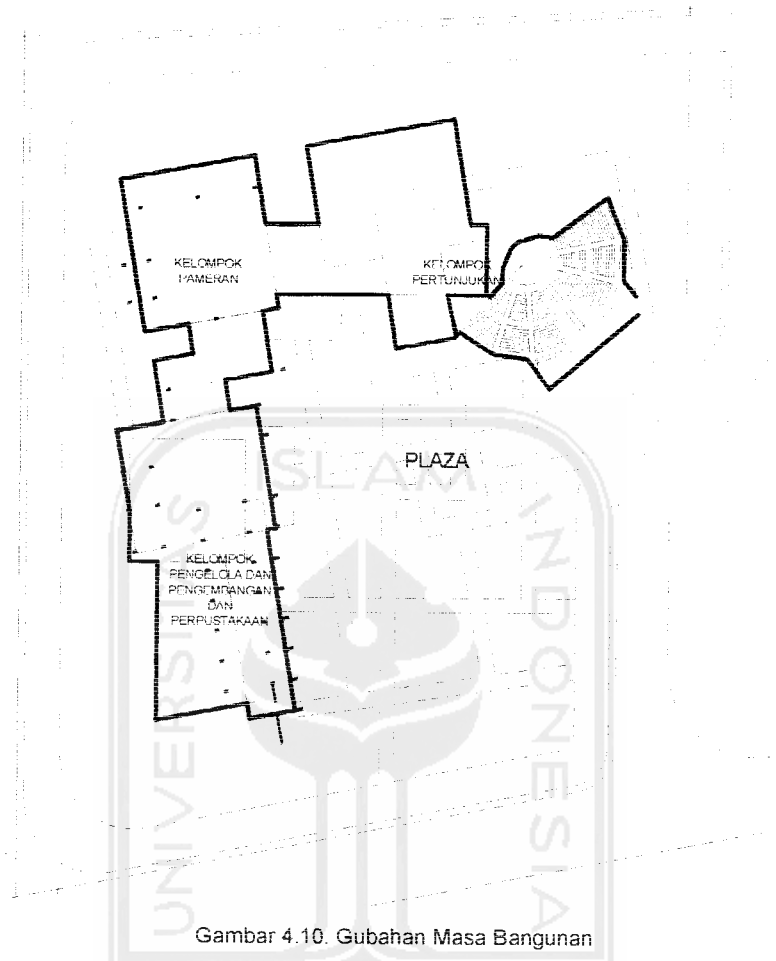 KELOMPOK
PAMERAN
KELOMPOK
PERTUNJUKAN
PLAZA
KELOMPOK
PENGELOLA DAN
PENGEMBANGAN
DAN
PERPUSTAKAAN
UNIVERSITAS
ISLAM
INDONESIA
Gambar 4.10. Gubahan Masa Bangunan